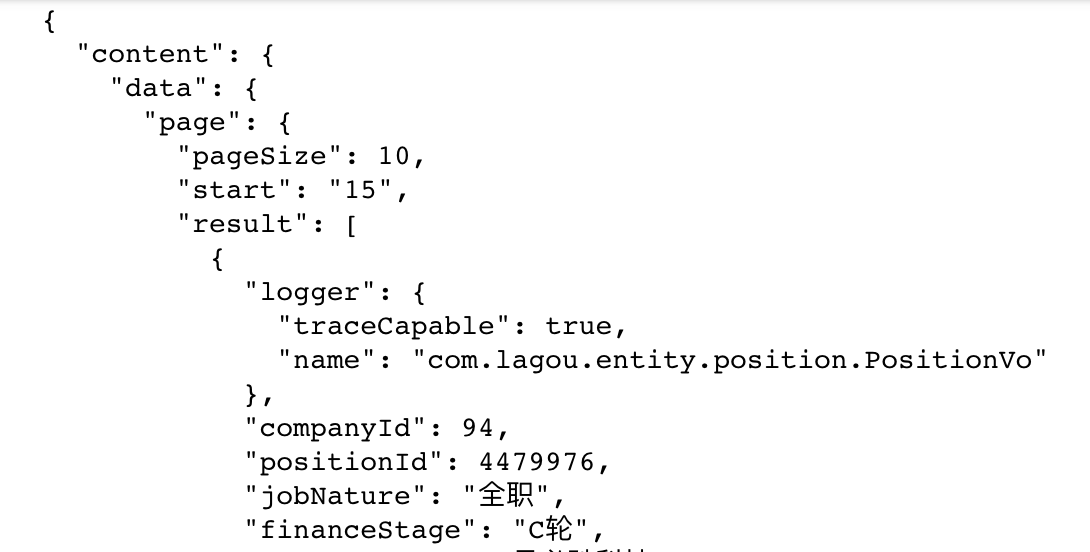 {
"content": {
"data": {
"page": {
"pageSize": 10,
"start": "15",
"result": [
{
"logger": {
"traceCapable": true,
"name": "com.lagou.entity.position.PositionVo"
},
"companyId": 94,
"positionId": 4479976,
"jobNature": "全职",
"financeStage": "C轮",